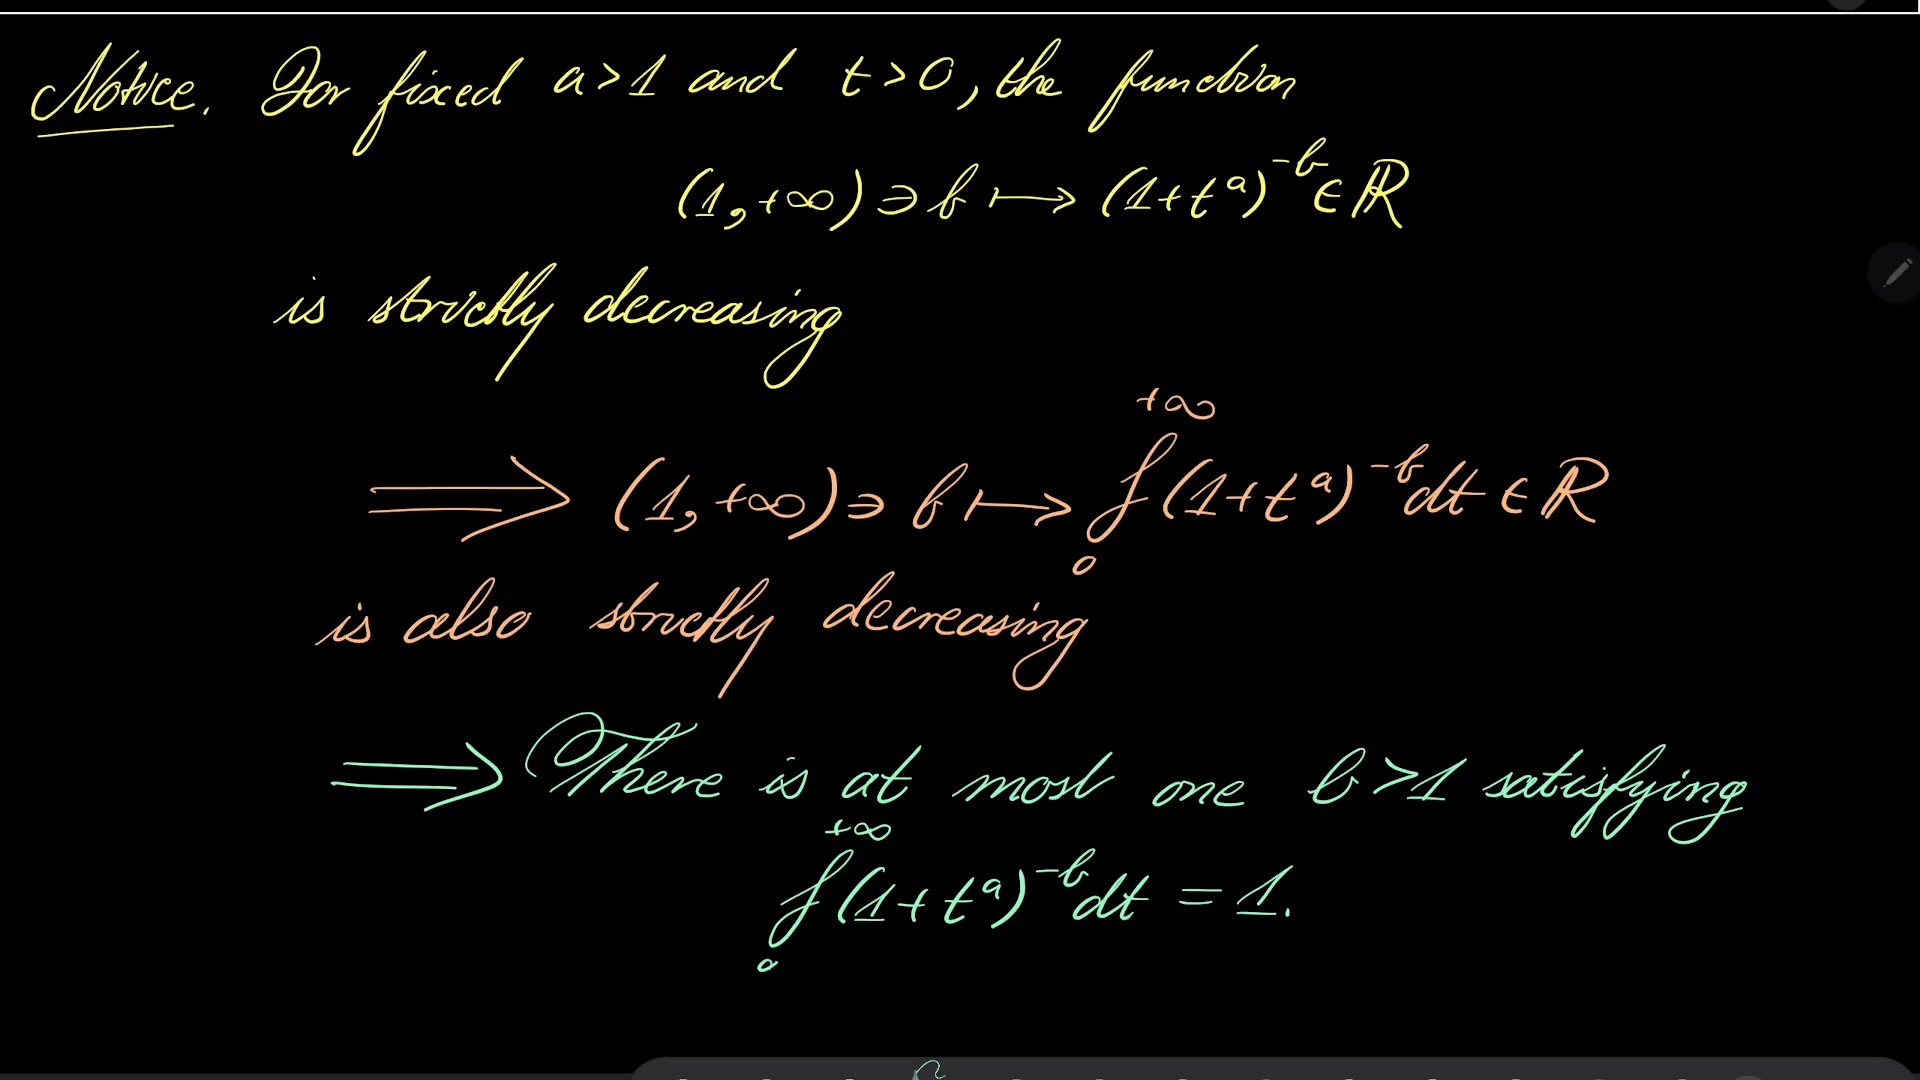 Notice. For fixed a>1 and t>0, the function
(1,+∞)∋b⟼(1+t^a)^{-b}∈ℝ
is strictly decreasing
⟹ (1,+∞)∋b⟼∫_0^{+∞}(1+t^a)^{-b}dt∈ℝ
is also strictly decreasing
⟹ There is at most one b>1 satisfying
∫_0^{+∞}(1+t^a)^{-b}dt=1.